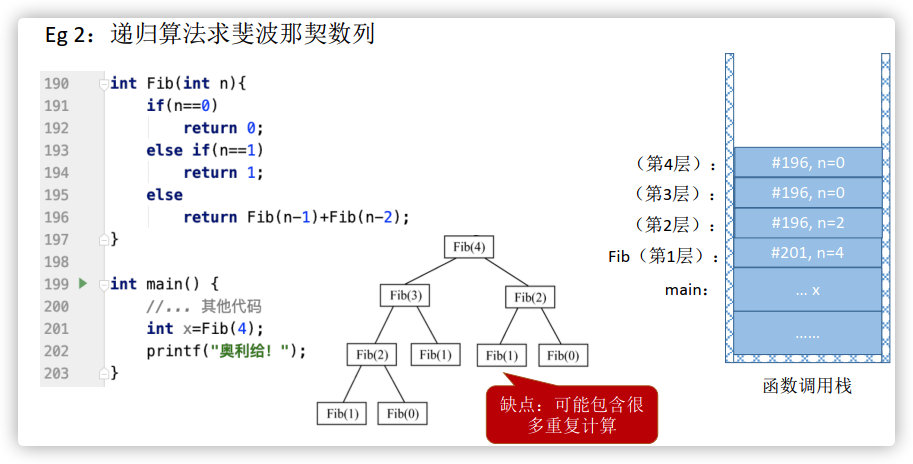 Eg 2：递归算法求斐波那契数列
190 int Fib(int n){
191 if(n==0)
192 return 0;
193 else if(n==1)
194 return 1;
195 else
196 return Fib(n-1)+Fib(n-2);
197 }
198
199 int main() {
200 //... 其他代码
201 int x=Fib(4);
202 printf("奥利给！");
203 }
Fib(4)
Fib(3) Fib(2)
Fib(2) Fib(1) Fib(1) Fib(0)
Fib(1) Fib(0)
缺点：可能包含很
多重复计算
（第4层）： #196, n=0
（第3层）： #196, n=0
（第2层）： #196, n=2
Fib（第1层）： #201, n=4
main： ... x
……
函数调用栈